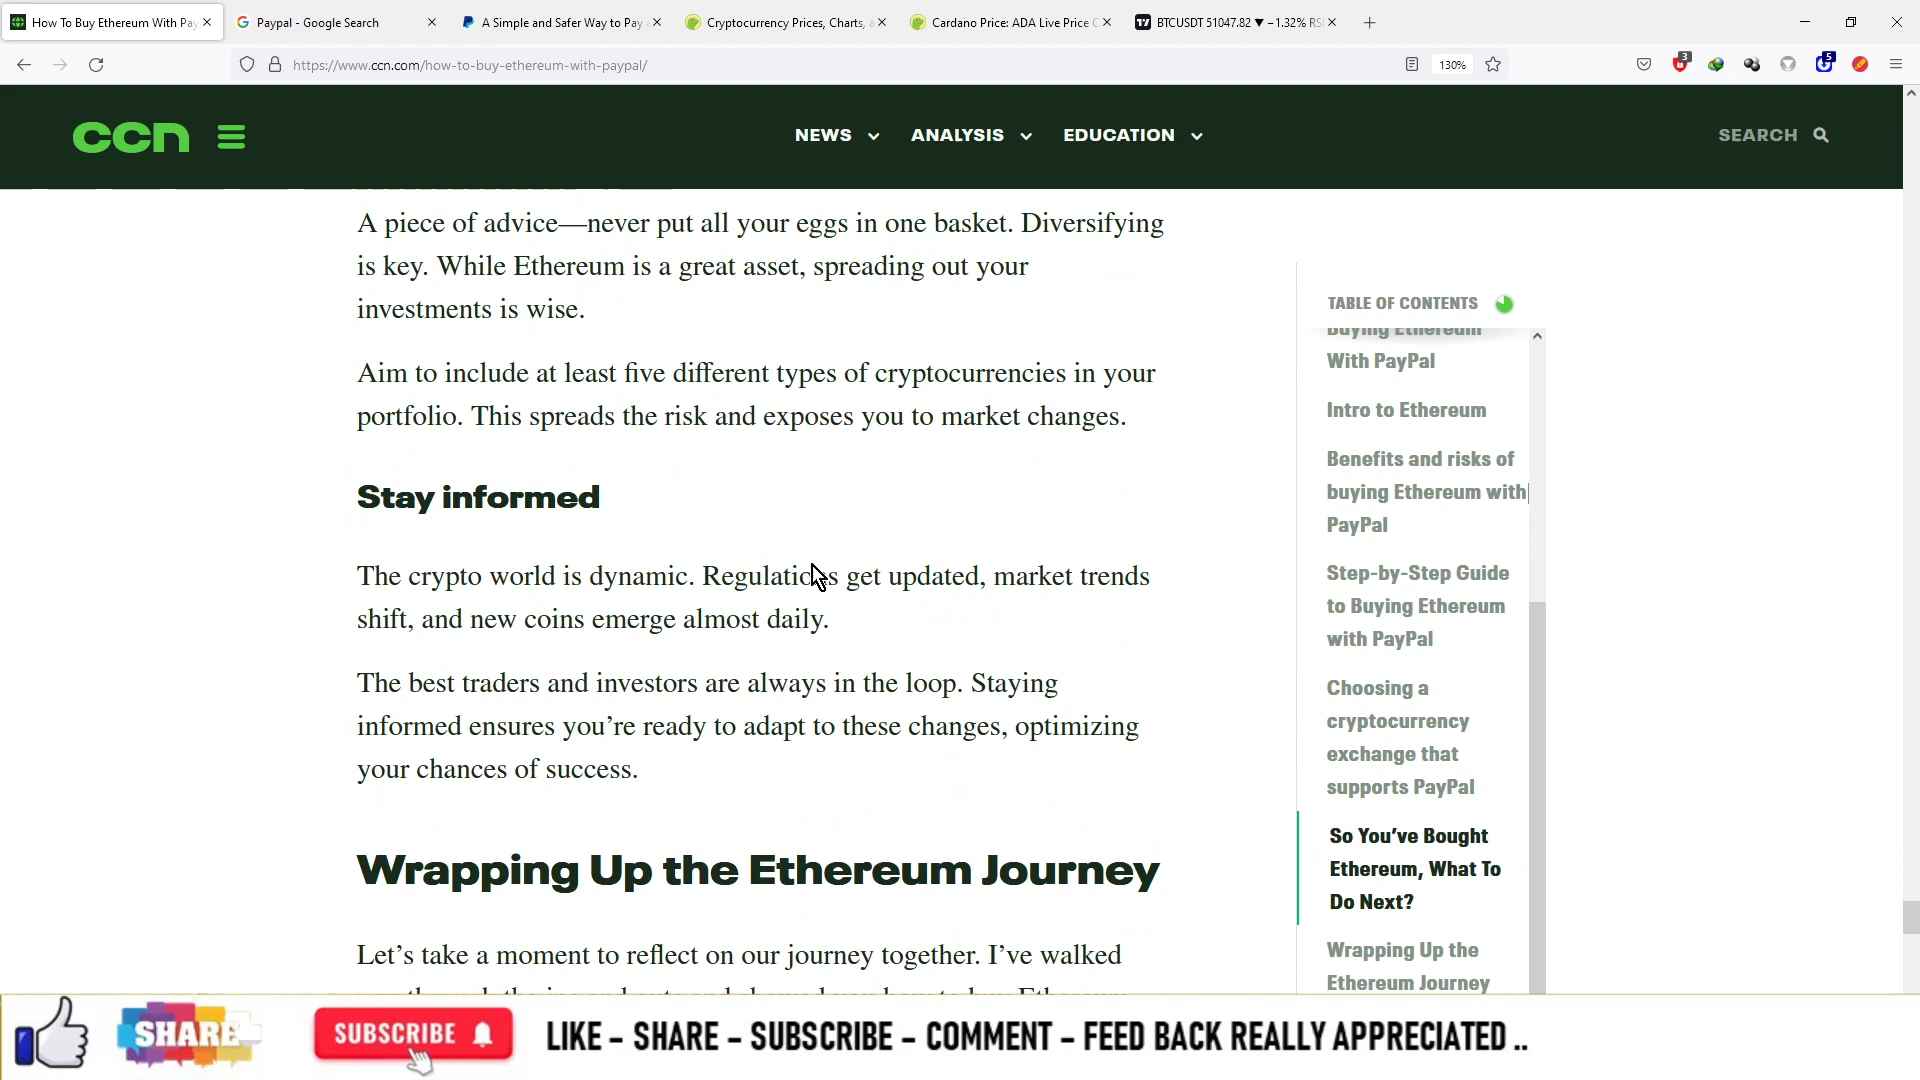 How To Buy Ethereum With Pay
Paypal - Google Search
A Simple and Safer Way to Pay
Cryptocurrency Prices, Charts,
Cardano Price: ADA Live Price C
BTCUSDT 51047.82 ▼ −1.32% RS
https://www.ccn.com/how-to-buy-ethereum-with-paypal/
130%
3
5
ccn
NEWS
ANALYSIS
EDUCATION
SEARCH
A piece of advice—never put all your eggs in one basket. Diversifying
is key. While Ethereum is a great asset, spreading out your
investments is wise.
Aim to include at least five different types of cryptocurrencies in your
portfolio. This spreads the risk and exposes you to market changes.
Stay informed
The crypto world is dynamic. Regulations get updated, market trends
shift, and new coins emerge almost daily.
The best traders and investors are always in the loop. Staying
informed ensures you’re ready to adapt to these changes, optimizing
your chances of success.
Wrapping Up the Ethereum Journey
Let’s take a moment to reflect on our journey together. I’ve walked
TABLE OF CONTENTS
Buying Ethereum
With PayPal
Intro to Ethereum
Benefits and risks of
buying Ethereum with
PayPal
Step-by-Step Guide
to Buying Ethereum
with PayPal
Choosing a
cryptocurrency
exchange that
supports PayPal
So You’ve Bought
Ethereum, What To
Do Next?
Wrapping Up the
Ethereum Journey
SHARE
SUBSCRIBE
LIKE - SHARE - SUBSCRIBE - COMMENT - FEED BACK REALLY APPRECIATED ..